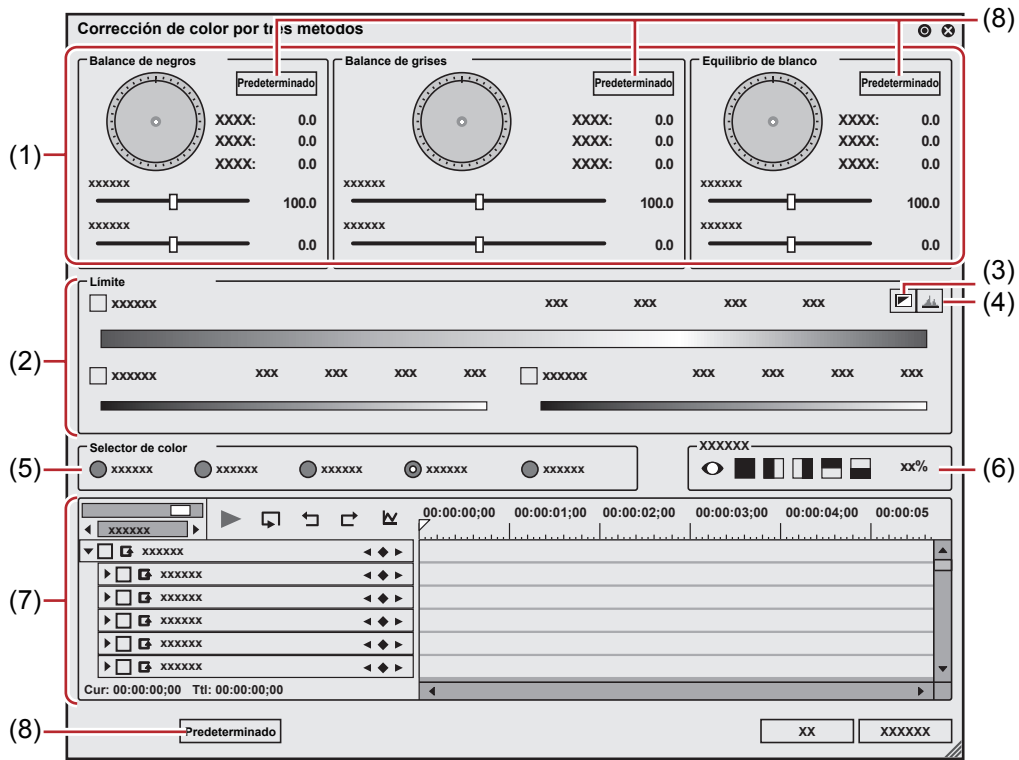 Corrección de color por tres métodos
(8)
Balance de negros
Balance de grises
Equilibrio de blanco
Predeterminado
Predeterminado
Predeterminado
(1)
XXXX: 0.0
XXXX: 0.0
XXXX: 0.0
XXXX: 0.0
XXXX: 0.0
XXXX: 0.0
XXXX: 0.0
XXXX: 0.0
XXXX: 0.0
xxxxxx
100.0
xxxxxx
100.0
xxxxxx
100.0
xxxxxx
0.0
xxxxxx
0.0
xxxxxx
0.0
(2)
Límite
(3)
(4)
xxxxxx xxx xxx xxx xxx
xxxxxx xxx xxx xxx xxx
xxxxxx xxx xxx xxx xxx
(5)
Selector de color
xxxxxx xxxxxx xxxxxx xxxxxx xxxxxx
xxxxxx
xx%
(6)
(7)
xxxxxx
00:00:00;00 00:00:01;00 00:00:02;00 00:00:03;00 00:00:04;00 00:00:05
xxxxxx
xxxxxx
xxxxxx
xxxxxx
xxxxxx
xxxxxx
Cur: 00:00:00;00 Ttl: 00:00:00;00
(8)
Predeterminado
XX
XXXXXX